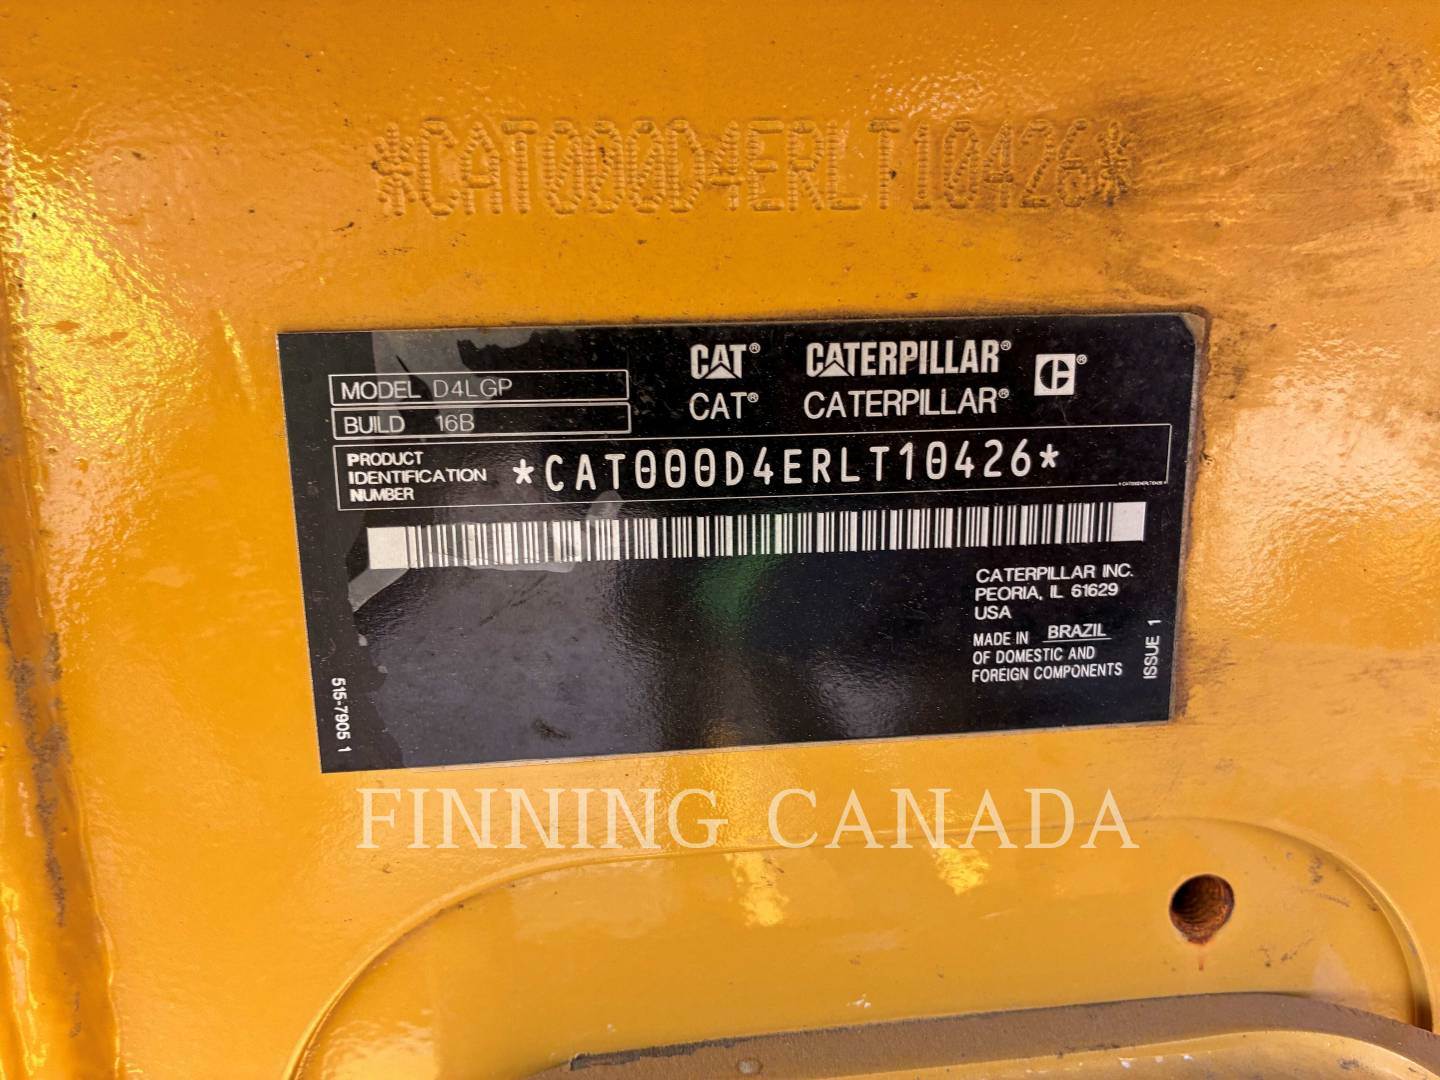 *CAT000D4ERLT10426*
CAT® CATERPILLAR® C®
CAT® CATERPILLAR®
MODEL D4LGP
BUILD 16B
PRODUCT
IDENTIFICATION
NUMBER
*CAT000D4ERLT10426*
*CAT000D4ERLT10426*
CATERPILLAR INC.
PEORIA, IL 61629
USA
MADE IN BRAZIL
OF DOMESTIC AND
FOREIGN COMPONENTS
ISSUE 1
515-7905 1
FINNING CANADA